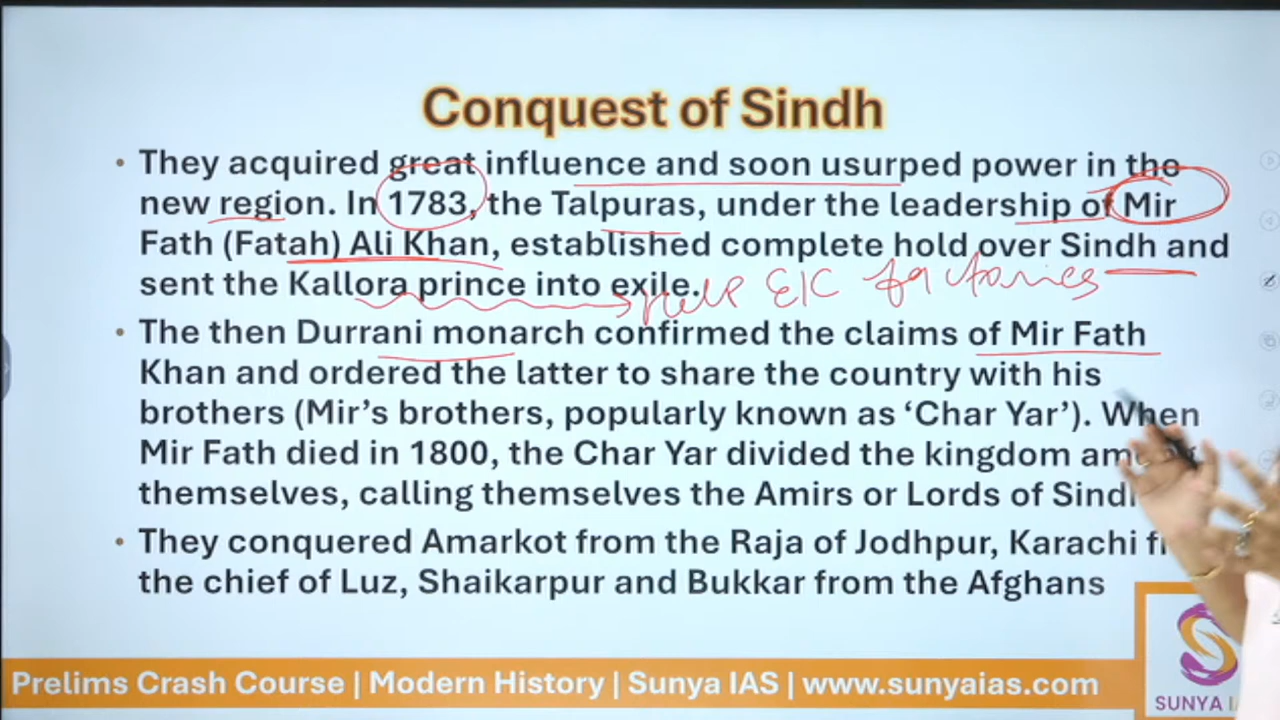 Conquest of Sindh
• They acquired great influence and soon usurped power in the
new region. In 1783, the Talpuras, under the leadership of Mir
Fath (Fatah) Ali Khan, established complete hold over Sindh and
sent the Kallora prince into exile.
EIC factories
• The then Durrani monarch confirmed the claims of Mir Fath
Khan and ordered the latter to share the country with his
brothers (Mir's brothers, popularly known as 'Char Yar'). When
Mir Fath died in 1800, the Char Yar divided the kingdom among
themselves, calling themselves the Amirs or Lords of Sindh
• They conquered Amarkot from the Raja of Jodhpur, Karachi
the chief of Luz, Shaikarpur and Bukkar from the Afghans
Prelims Crash Course | Modern History | Sunya IAS | www.sunyaias.com
SUNYA